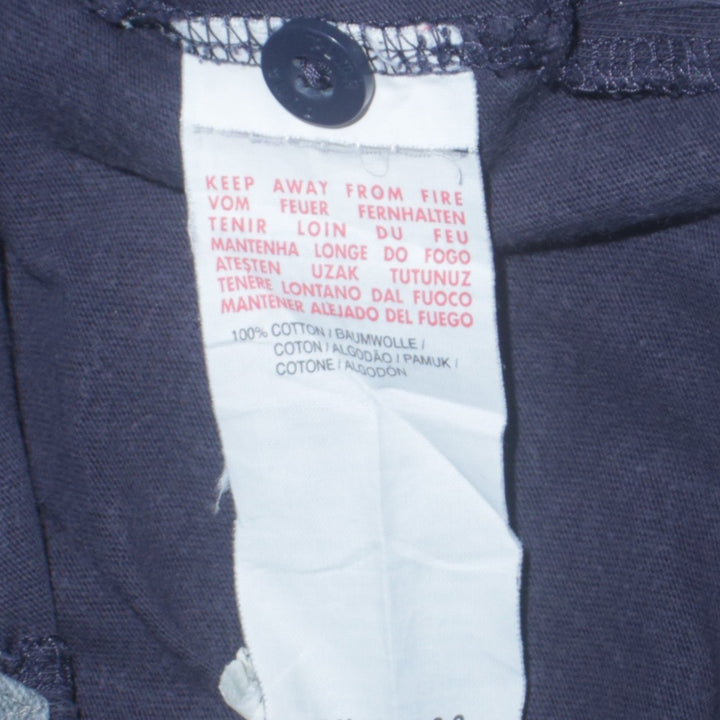 KEEP AWAY FROM FIRE
VOM FEUER FERNHALTEN
TENIR LOIN DU FEU
MANTENHA LONGE DO FOGO
ATEŞTEN UZAK TUTUNUZ
TENERE LONTANO DAL FUOCO
MANTENER ALEJADO DEL FUEGO
100% COTTON / BAUMWOLLE /
COTON / ALGODÃO / PAMUK /
COTONE / ALGODÓN